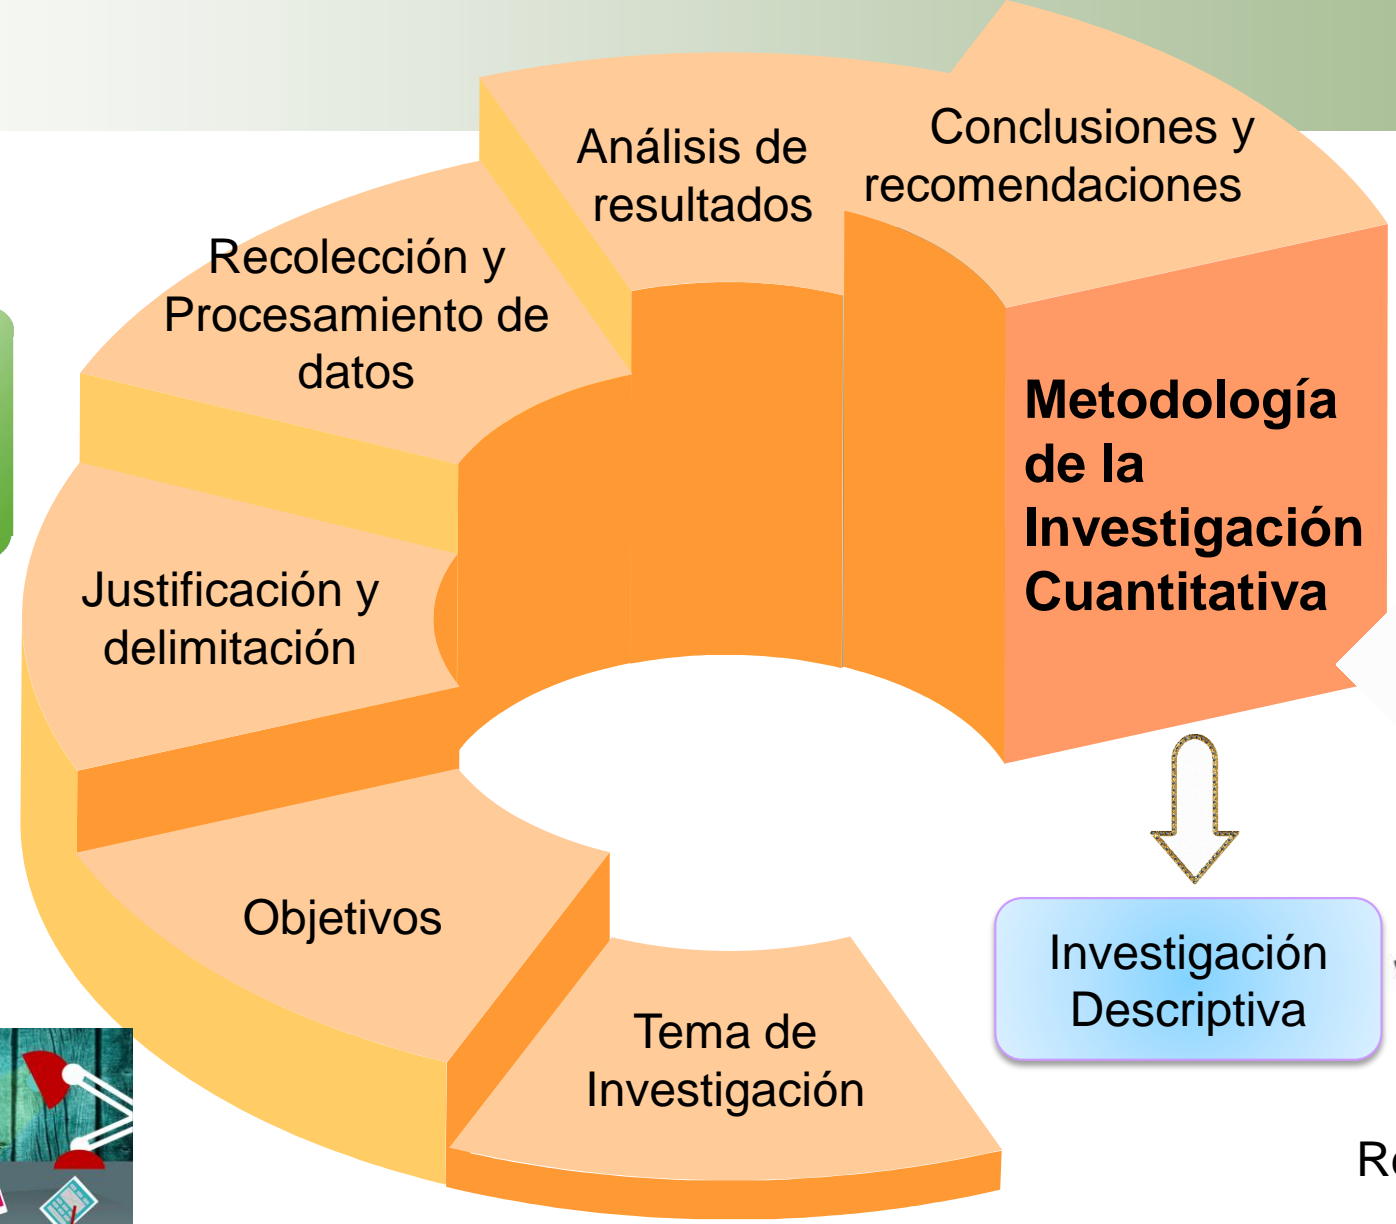 Análisis de
resultados
Conclusiones y
recomendaciones
Recolección y
Procesamiento de
datos
Metodología
de la
Investigación
Cuantitativa
Justificación y
delimitación
Objetivos
Investigación
Descriptiva
Tema de
Investigación